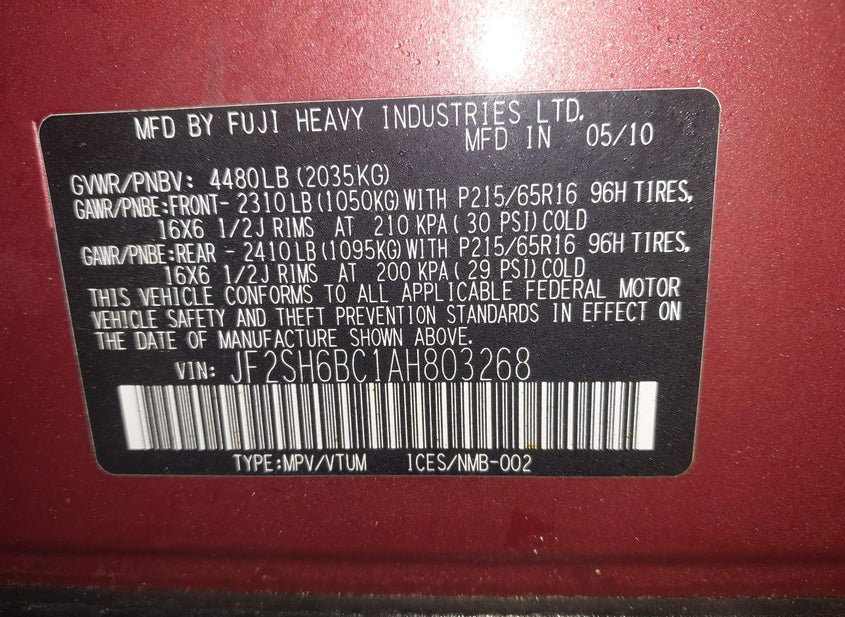 MFD BY FUJI HEAVY INDUSTRIES LTD.
MFD IN 05/10
GVWR/PNBV: 4480LB(2035KG)
GAWR/PNBE:FRONT- 2310LB(1050KG)WITH P215/65R16 96H TIRES,
16X6 1/2J RIMS AT 210 KPA( 30 PSI)COLD
GAWR/PNBE:REAR - 2410LB(1095KG)WITH P215/65R16 96H TIRES,
16X6 1/2J RIMS AT 200 KPA( 29 PSI)COLD
THIS VEHICLE CONFORMS TO ALL APPLICABLE FEDERAL MOTOR
VEHICLE SAFETY AND THEFT PREVENTION STANDARDS IN EFFECT ON
THE DATE OF MANUFACTURE SHOWN ABOVE.
VIN: JF2SH6BC1AH803268
TYPE:MPV/VTUM ICES/NMB-002